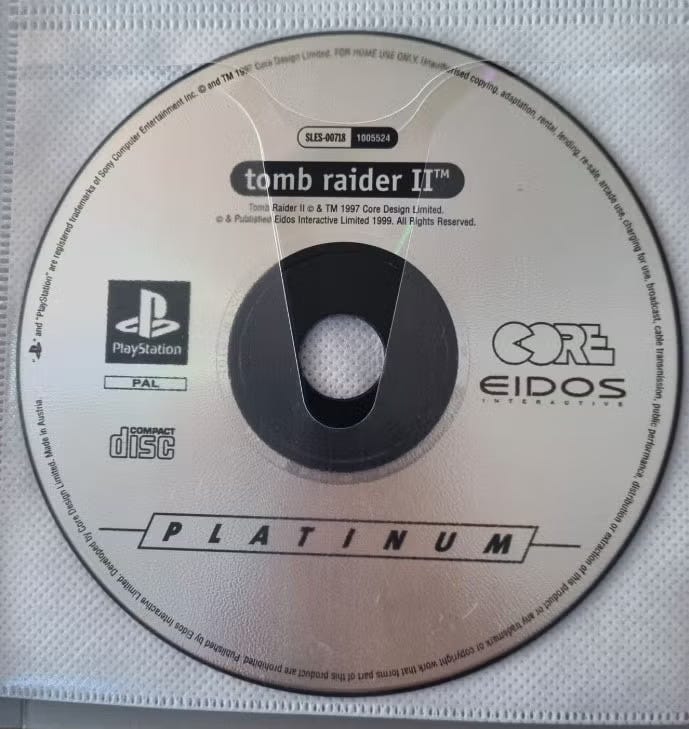 ™ and "PlayStation" are registered trademarks of Sony Computer Entertainment Inc. © and TM 1997 Core Design Limited. FOR HOME USE ONLY. Unauthorised copying, adaptation, rental, lending, re-sale, arcade use, charging for use, broadcast, cable transmission, public performance, distribution or extraction of this product or any trademark or copyright work that forms part of this product are prohibited. Published by Eidos Interactive Limited. Developed by Core Design Limited. Made in Austria.
SLES-00718 1005524
tomb raider II™
Tomb Raider II © & TM 1997 Core Design Limited.
© & Published Eidos Interactive Limited 1999. All Rights Reserved.
PlayStation
PAL
COMPACT
disc
CORE
EIDOS
INTERACTIVE
PLATINUM